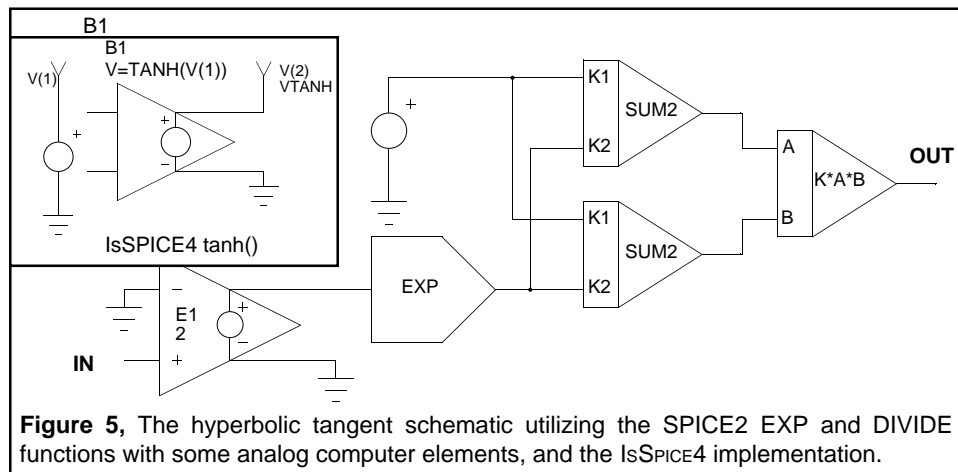 B1
B1
V=TANH(V(1))
V(1)
V(2)
VTANH
+
+
−
IsSPICE4 tanh()
+
K1
K2
SUM2
K1
K2
SUM2
A
B
K*A*B
OUT
EXP
−
E1
2
+
+
−
IN
Figure 5, The hyperbolic tangent schematic utilizing the SPICE2 EXP and DIVIDE
functions with some analog computer elements, and the IsSPICE4 implementation.